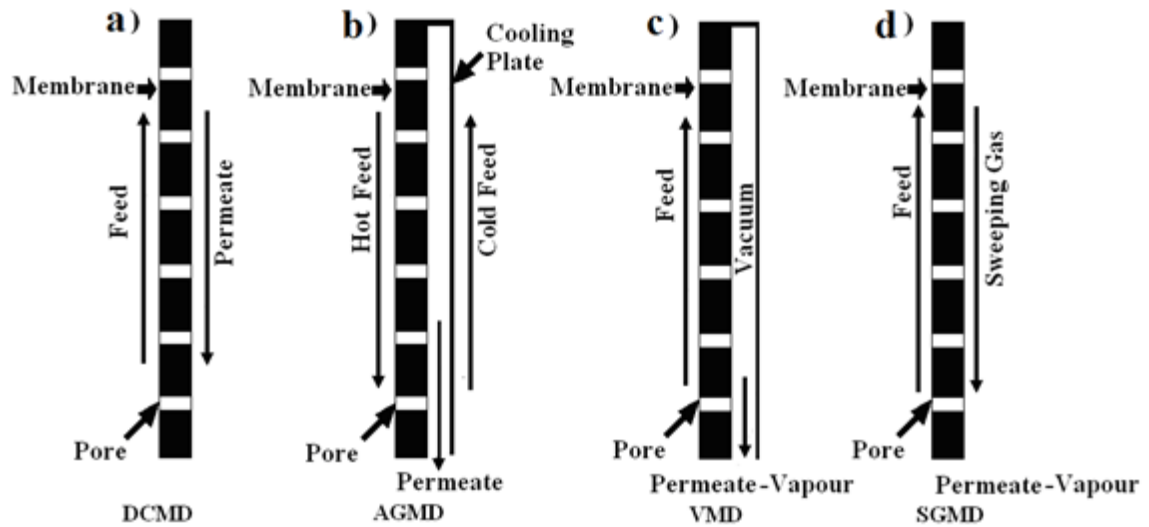 a)
Membrane
Feed
Permeate
Pore
DCMD
b)
Cooling
Plate
Membrane
Hot Feed
Cold Feed
Pore
Permeate
AGMD
c)
Membrane
Feed
Vacuum
Pore
Permeate-Vapour
VMD
d)
Membrane
Feed
Sweeping Gas
Pore
Permeate-Vapour
SGMD